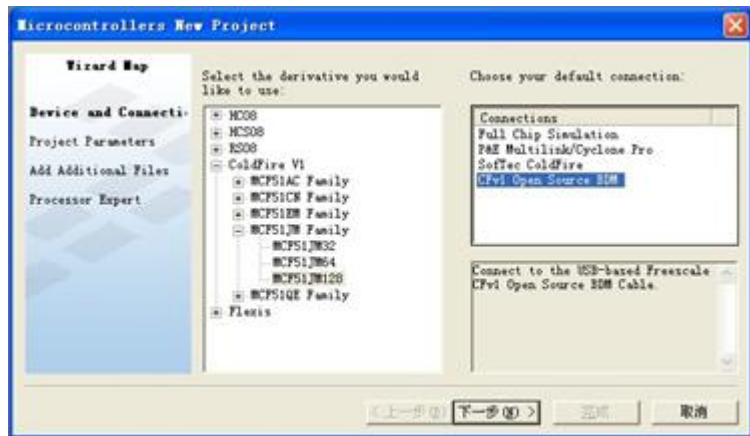 Microcontrollers New Project
Wizard Map
Device and Connecti
Project Parameters
Add Additional Files
Processor Expert
Select the derivative you would
like to use:
HC08
HCS08
RS08
ColdFire V1
MCF51AC Family
MCF51CN Family
MCF51EM Family
MCF51JM Family
MCF51JM32
MCF51JM64
MCF51JM128
MCF51QE Family
Flexis
Choose your default connection:
Connections
Full Chip Simulation
P&E Multilink/Cyclone Pro
SofTec ColdFire
CFv1 Open Source BDM
Connect to the USB-based Freescale
CFv1 Open Source BDM Cable.
<上一步(B)
下一步(N) >
完成
取消